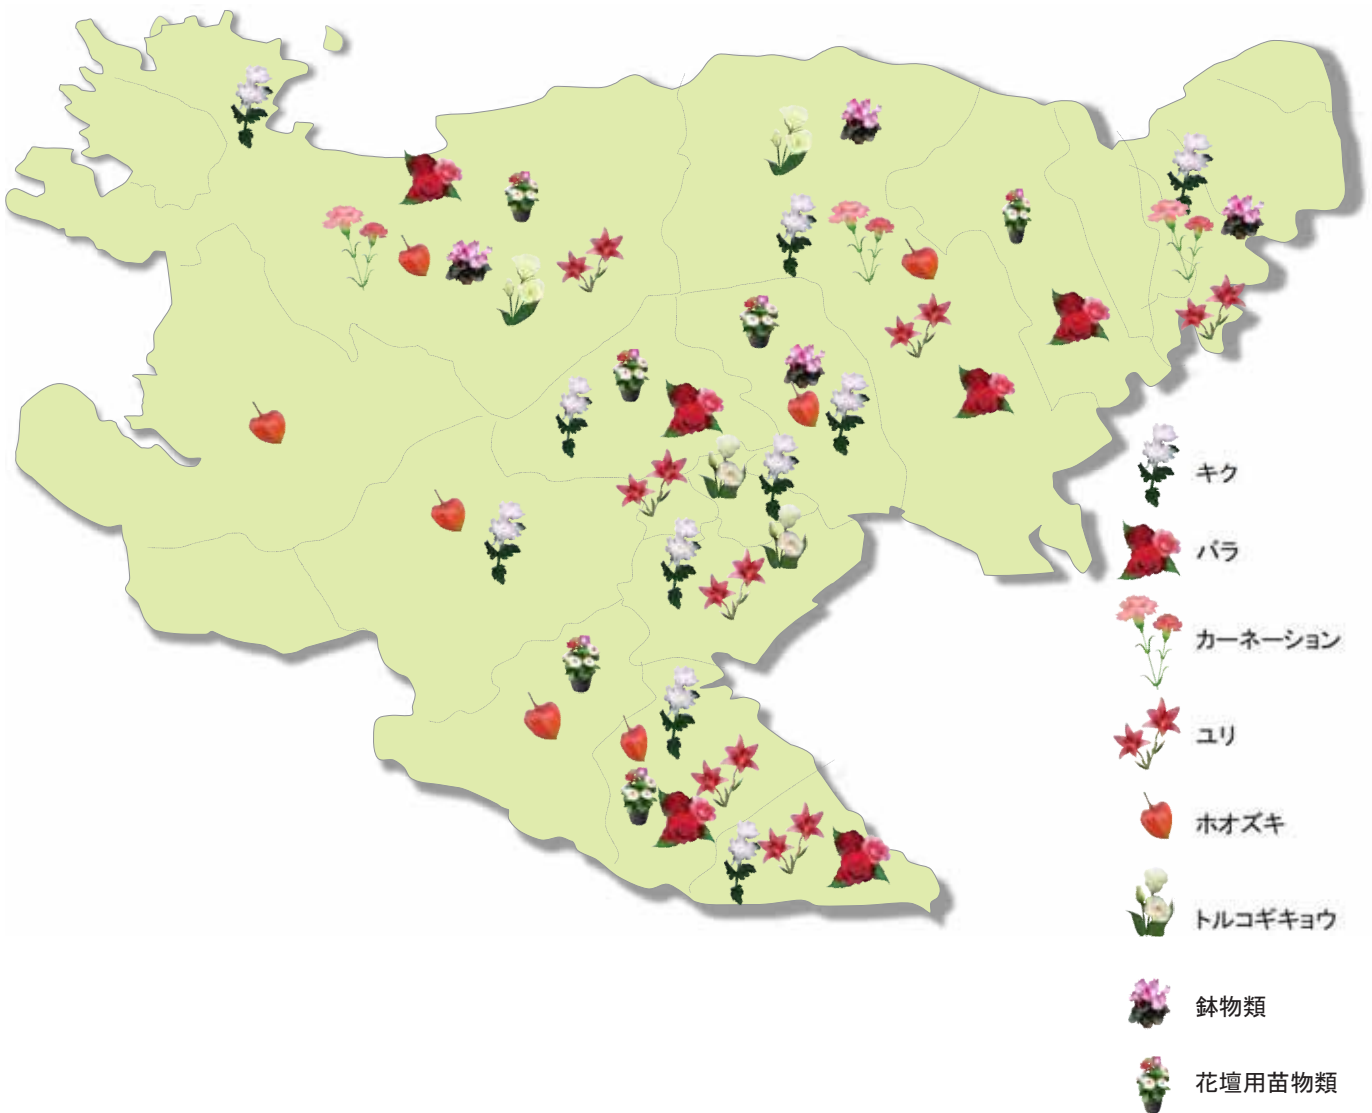 キク
バラ
カーネーション
ユリ
ホオズキ
トルコギキョウ
鉢物類
花壇用苗物類